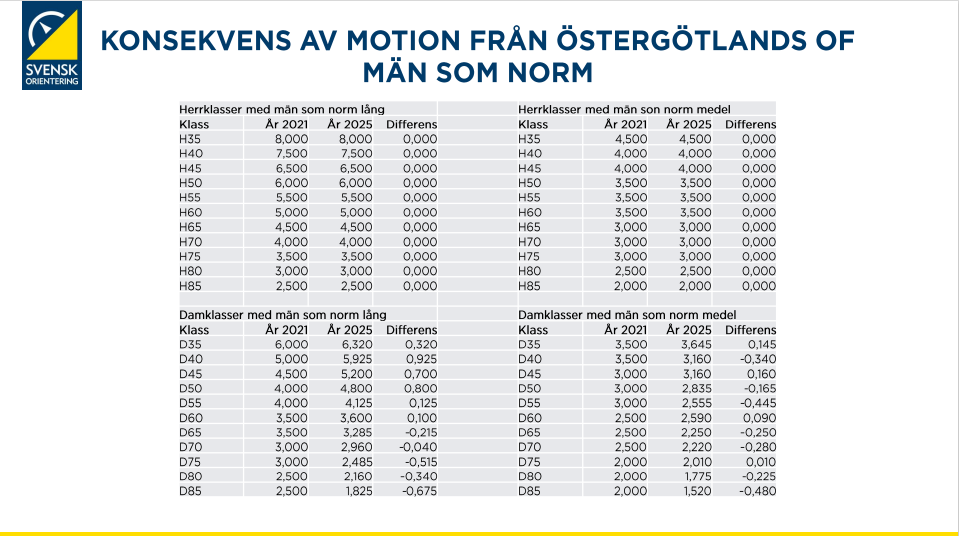 SVENSK
ORIENTERING
KONSEKVENS AV MOTION FRÅN ÖSTERGÖTLANDS OF
MÄN SOM NORM
Herrklasser med män som norm lång Herrklasser med män son norm medel
Klass År 2021 År 2025 Differens Klass År 2021 År 2025 Differens
H35 8,000 8,000 0,000 H35 4,500 4,500 0,000
H40 7,500 7,500 0,000 H40 4,000 4,000 0,000
H45 6,500 6,500 0,000 H45 4,000 4,000 0,000
H50 6,000 6,000 0,000 H50 3,500 3,500 0,000
H55 5,500 5,500 0,000 H55 3,500 3,500 0,000
H60 5,000 5,000 0,000 H60 3,500 3,500 0,000
H65 4,500 4,500 0,000 H65 3,000 3,000 0,000
H70 4,000 4,000 0,000 H70 3,000 3,000 0,000
H75 3,500 3,500 0,000 H75 3,000 3,000 0,000
H80 3,000 3,000 0,000 H80 2,500 2,500 0,000
H85 2,500 2,500 0,000 H85 2,000 2,000 0,000
Damklasser med män som norm lång Damklasser med män som norm medel
Klass År 2021 År 2025 Differens Klass År 2021 År 2025 Differens
D35 6,000 6,320 0,320 D35 3,500 3,645 0,145
D40 5,000 5,925 0,925 D40 3,500 3,160 -0,340
D45 4,500 5,200 0,700 D45 3,000 3,160 0,160
D50 4,000 4,800 0,800 D50 3,000 2,835 -0,165
D55 4,000 4,125 0,125 D55 3,000 2,555 -0,445
D60 3,500 3,600 0,100 D60 2,500 2,590 0,090
D65 3,500 3,285 -0,215 D65 2,500 2,250 -0,250
D70 3,000 2,960 -0,040 D70 2,500 2,220 -0,280
D75 3,000 2,485 -0,515 D75 2,000 2,010 0,010
D80 2,500 2,160 -0,340 D80 2,000 1,775 -0,225
D85 2,500 1,825 -0,675 D85 2,000 1,520 -0,480